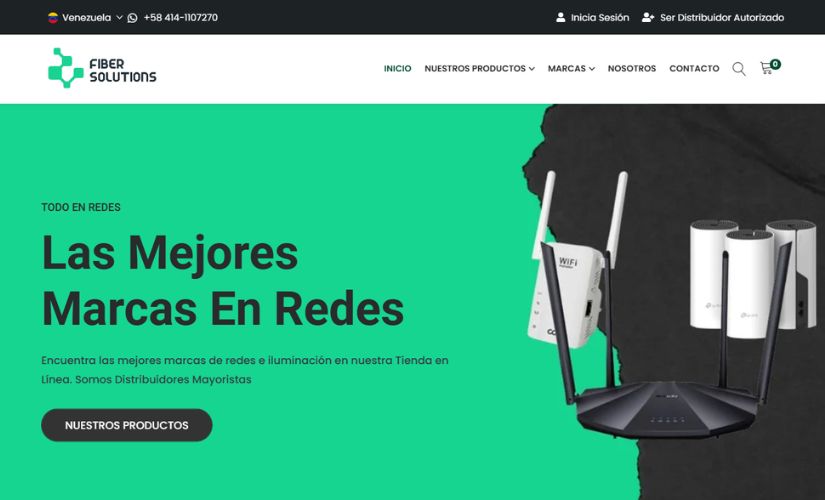 Venezuela
+58 414-1107270
Inicia Sesión
Ser Distribuidor Autorizado
FIBER
SOLUTIONS
INICIO
NUESTROS PRODUCTOS
MARCAS
NOSOTROS
CONTACTO
0
TODO EN REDES
Las Mejores
Marcas En Redes
Encuentra las mejores marcas de redes e iluminación en nuestra Tienda en
Línea. Somos Distribuidores Mayoristas
NUESTROS PRODUCTOS
WiFi